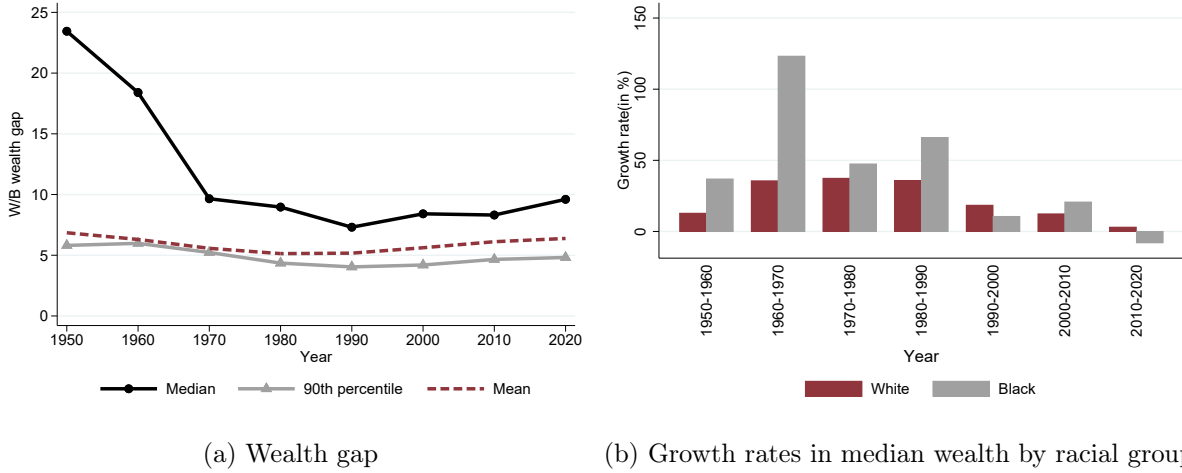 25
20
15
10
5
0
W/B wealth gap
1950 1960 1970 1980 1990 2000 2010 2020
Year
Median 90th percentile Mean
(a) Wealth gap
150
100
50
0
Growth rate(in %)
1950-1960
1960-1970
1970-1980
1980-1990
1990-2000
2000-2010
2010-2020
Year
White Black
(b) Growth rates in median wealth by racial group